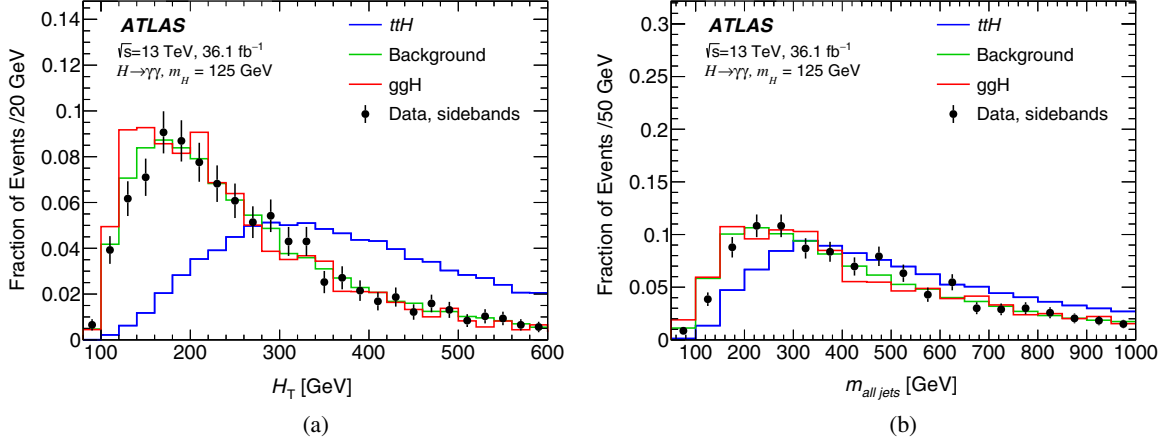 ATLAS
√s=13 TeV, 36.1 fb⁻¹
H→γγ, m_H = 125 GeV
ttH
Background
ggH
Data, sidebands
Fraction of Events /20 GeV
0.14
0.12
0.1
0.08
0.06
0.04
0.02
0
100 200 300 400 500 600
H_T [GeV]
(a)
ATLAS
√s=13 TeV, 36.1 fb⁻¹
H→γγ, m_H = 125 GeV
ttH
Background
ggH
Data, sidebands
Fraction of Events /50 GeV
0.3
0.25
0.2
0.15
0.1
0.05
0
100 200 300 400 500 600 700 800 900 1000
m_all jets [GeV]
(b)